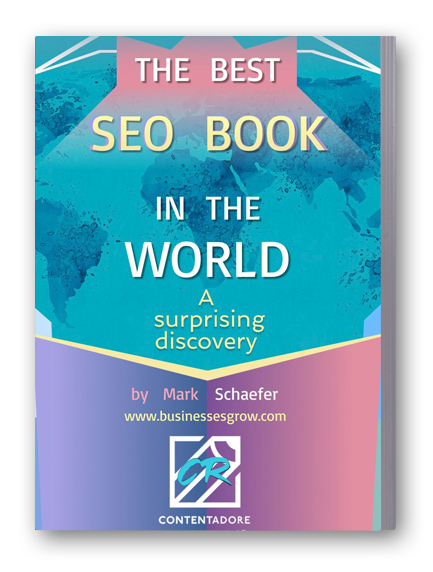 THE BEST
SEO BOOK
IN THE
WORLD
A
surprising
discovery
by Mark Schaefer
www.businessesgrow.com
CR
CONTENTADORE